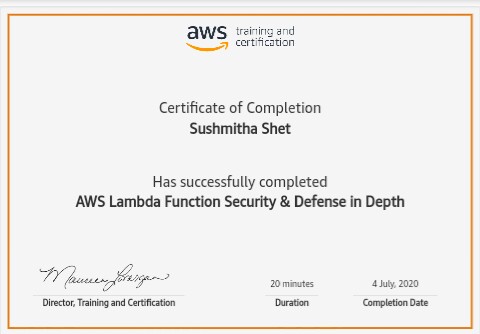 aws training and
certification
Certificate of Completion
Sushmitha Shet
Has successfully completed
AWS Lambda Function Security & Defense in Depth
Maureen Lonergan
20 minutes 4 July, 2020
Director, Training and Certification Duration Completion Date